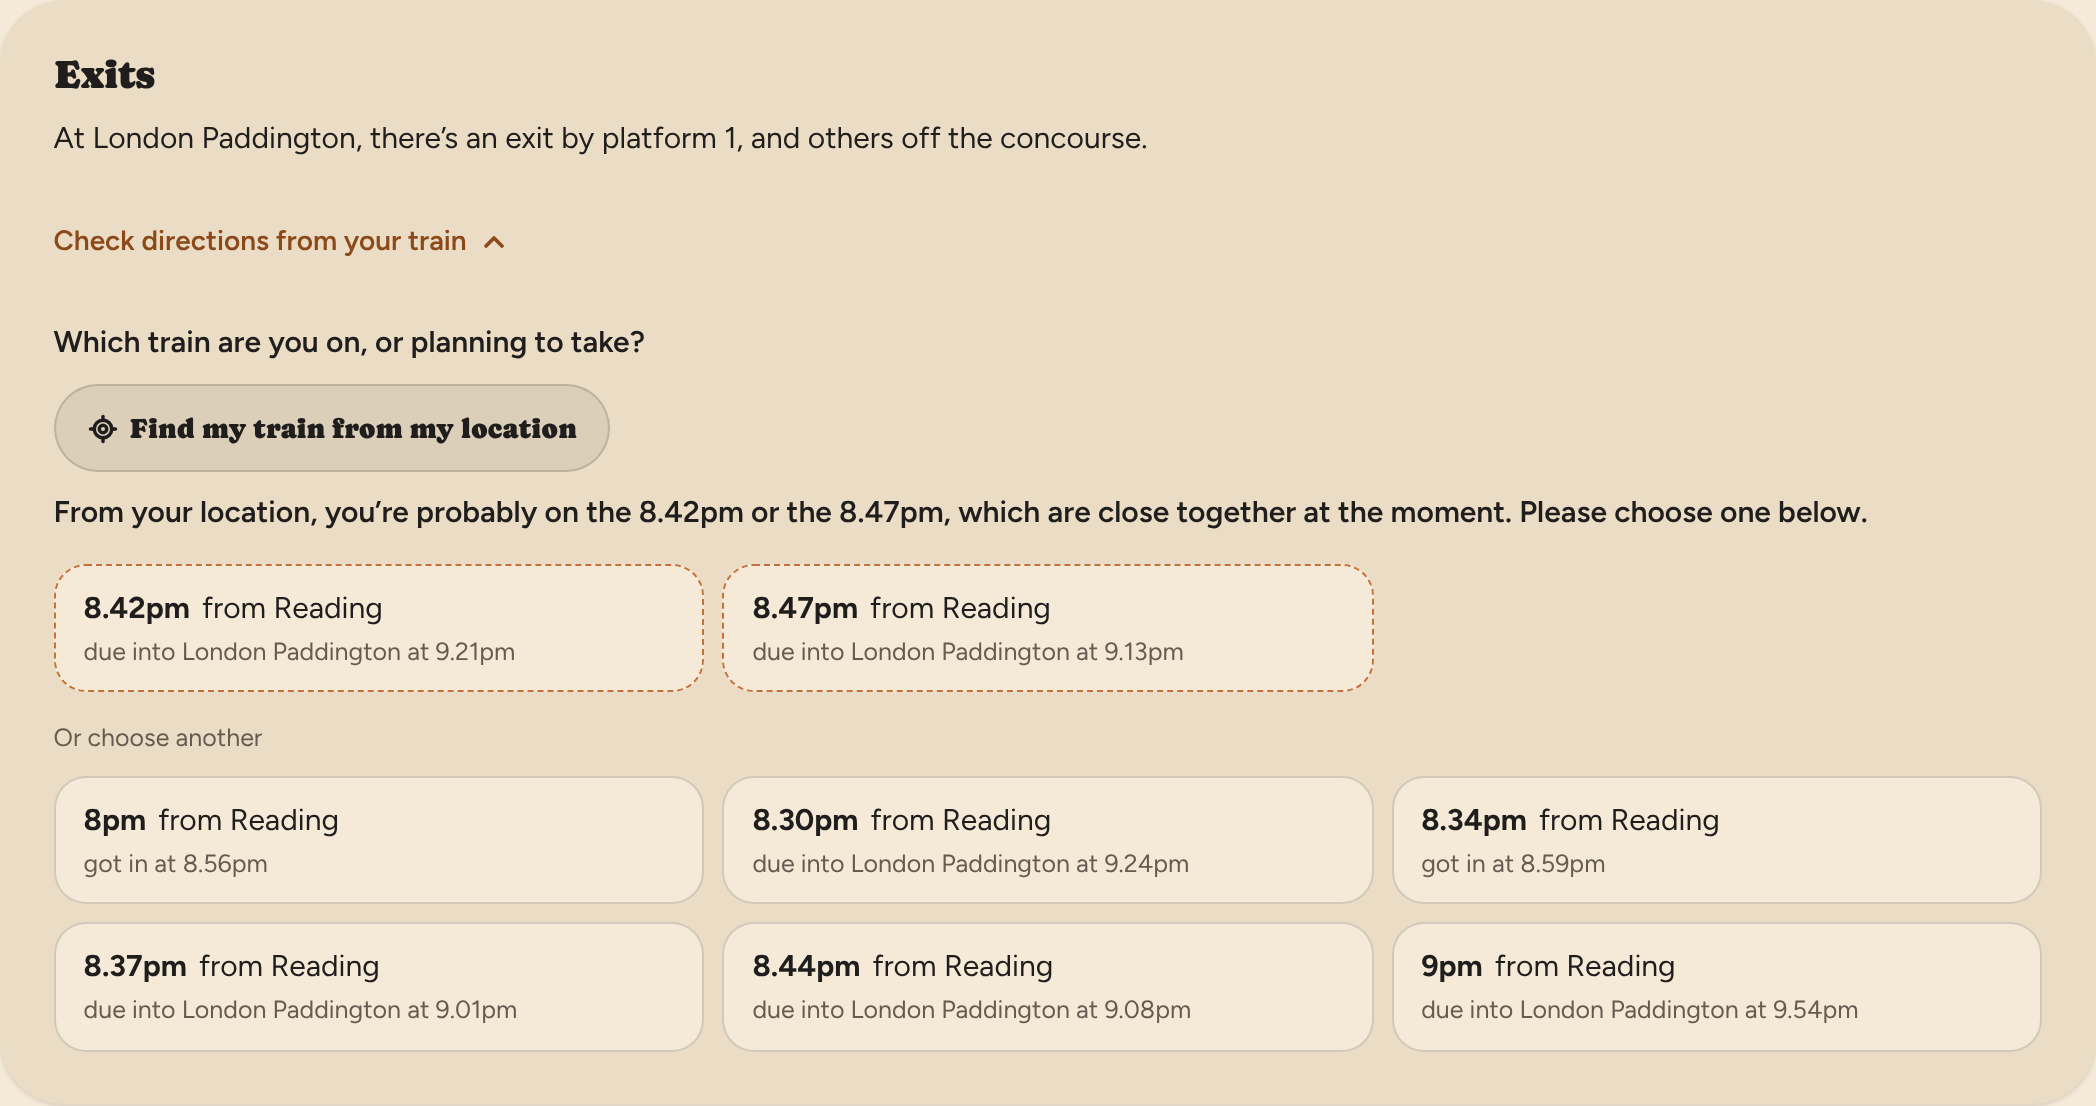 Exits
At London Paddington, there’s an exit by platform 1, and others off the concourse.
Check directions from your train
Which train are you on, or planning to take?
Find my train from my location
From your location, you’re probably on the 8.42pm or the 8.47pm, which are close together at the moment. Please choose one below.
8.42pm from Reading
due into London Paddington at 9.21pm
8.47pm from Reading
due into London Paddington at 9.13pm
Or choose another
8pm from Reading
got in at 8.56pm
8.30pm from Reading
due into London Paddington at 9.24pm
8.34pm from Reading
got in at 8.59pm
8.37pm from Reading
due into London Paddington at 9.01pm
8.44pm from Reading
due into London Paddington at 9.08pm
9pm from Reading
due into London Paddington at 9.54pm